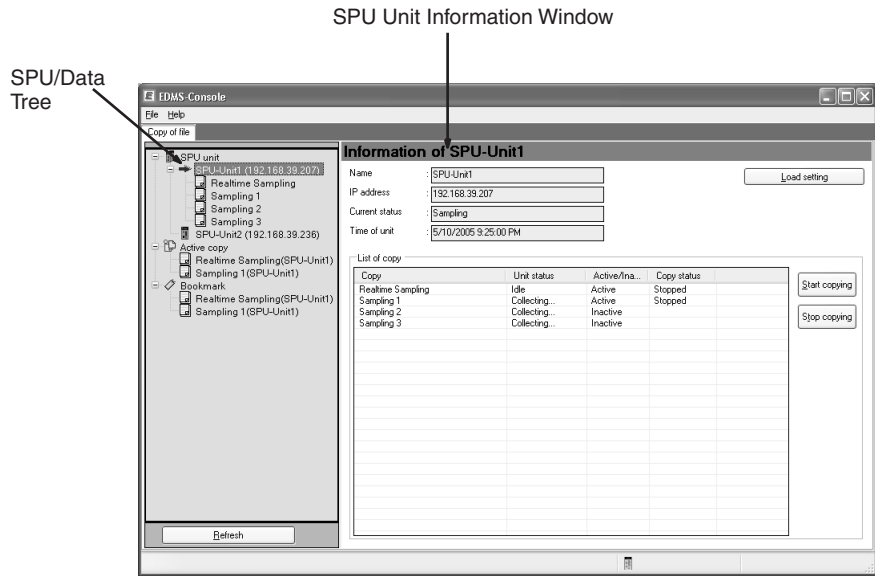 SPU Unit Information Window
SPU/Data
Tree
EDMS-Console
File Help
Copy of file
SPU unit
SPU-Unit1 (192.168.39.207)
Realtime Sampling
Sampling 1
Sampling 2
Sampling 3
SPU-Unit2 (192.168.39.236)
Active copy
Realtime Sampling(SPU-Unit1)
Sampling 1(SPU-Unit1)
Bookmark
Realtime Sampling(SPU-Unit1)
Sampling 1(SPU-Unit1)
Refresh
Information of SPU-Unit1
Name : SPU-Unit1
Load setting
IP address : 192.168.39.207
Current status : Sampling
Time of unit : 5/10/2005 9:25:00 PM
List of copy
Copy Unit status Active/Ina... Copy status
Realtime Sampling Idle Active Stopped
Sampling 1 Collecting... Active Stopped
Sampling 2 Collecting... Inactive
Sampling 3 Collecting... Inactive
Start copying
Stop copying